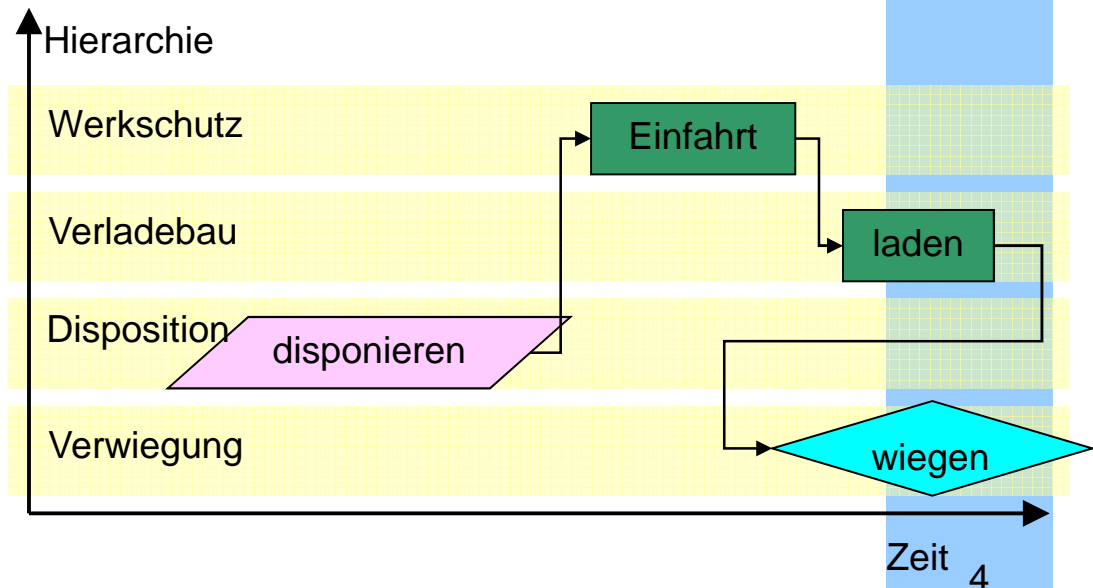 Hierarchie
Werkschutz
Einfahrt
Verladebau
laden
Disposition
disponieren
Verwiegung
wiegen
Zeit
4